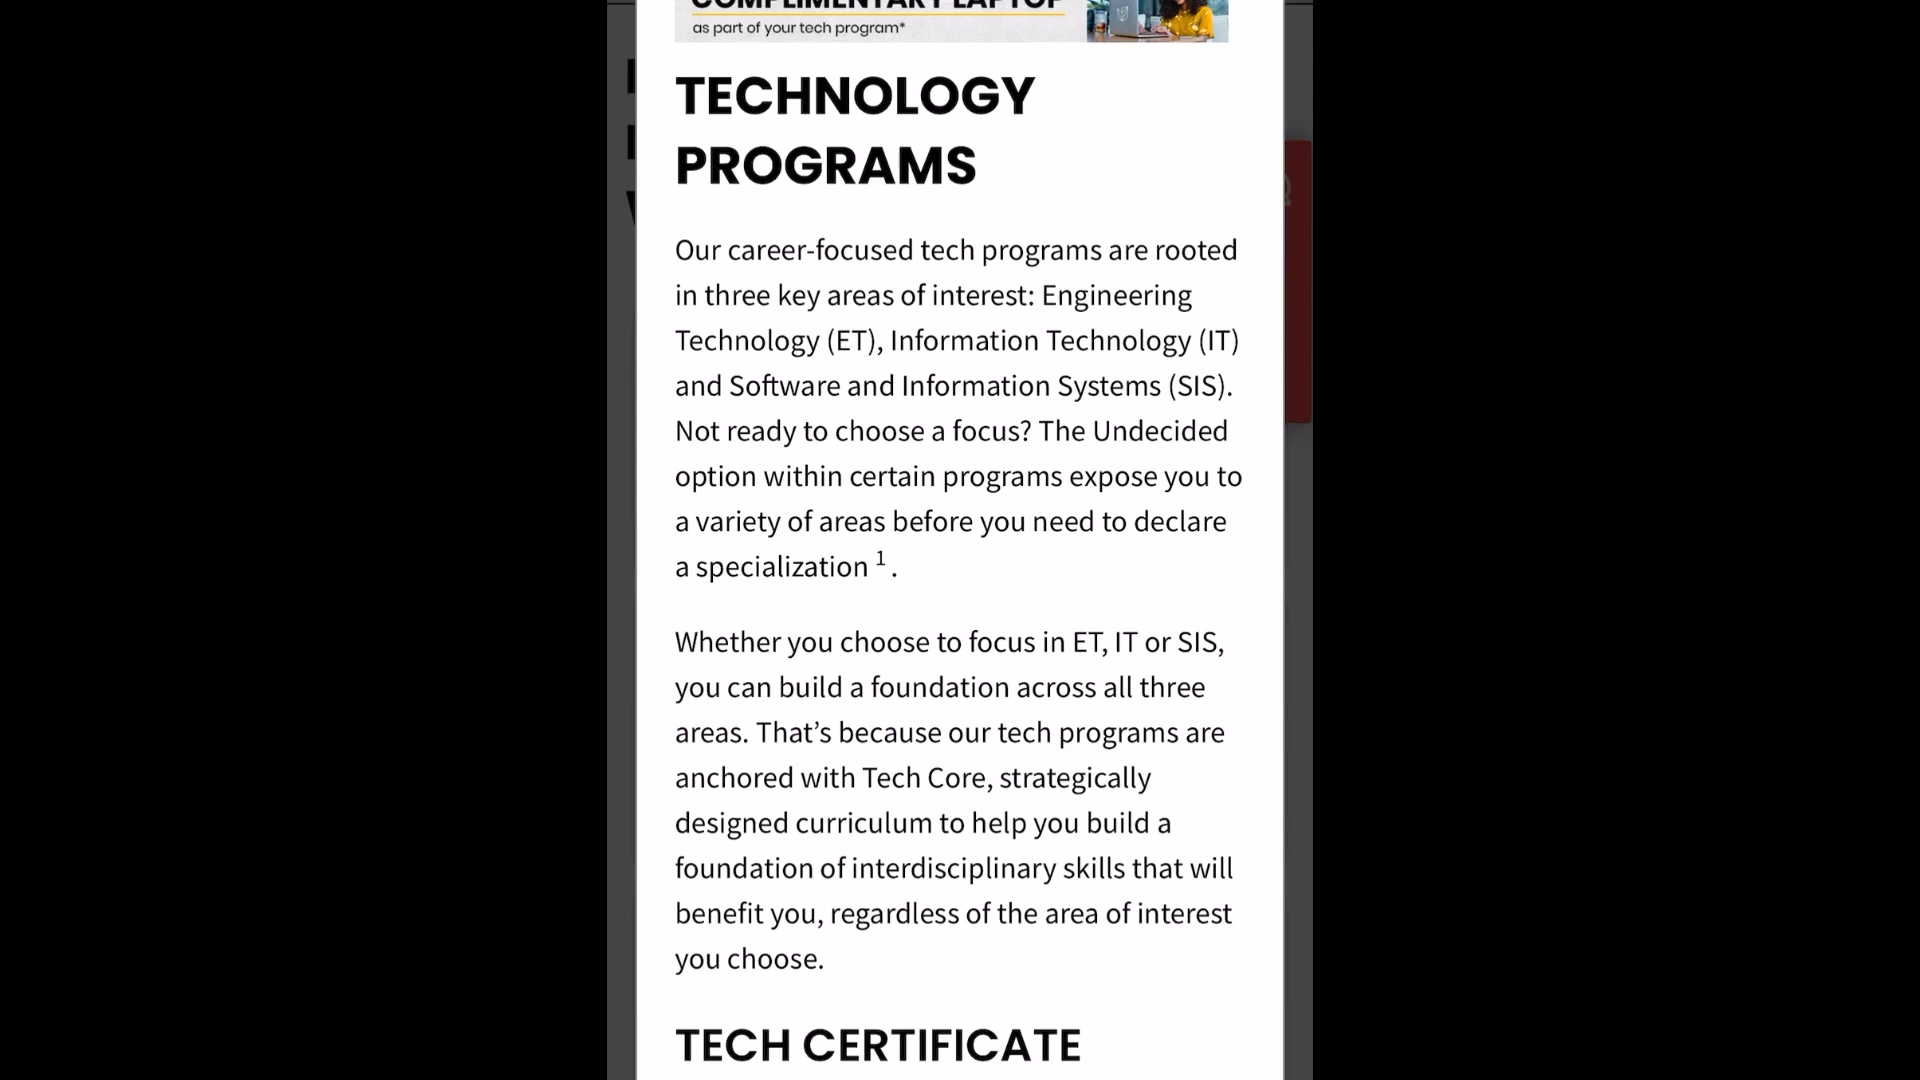 COMPLIMENTARY LAPTOP
as part of your tech program*
TECHNOLOGY
PROGRAMS
Our career-focused tech programs are rooted
in three key areas of interest: Engineering
Technology (ET), Information Technology (IT)
and Software and Information Systems (SIS).
Not ready to choose a focus? The Undecided
option within certain programs expose you to
a variety of areas before you need to declare
a specialization 1 .
Whether you choose to focus in ET, IT or SIS,
you can build a foundation across all three
areas. That’s because our tech programs are
anchored with Tech Core, strategically
designed curriculum to help you build a
foundation of interdisciplinary skills that will
benefit you, regardless of the area of interest
you choose.
TECH CERTIFICATE